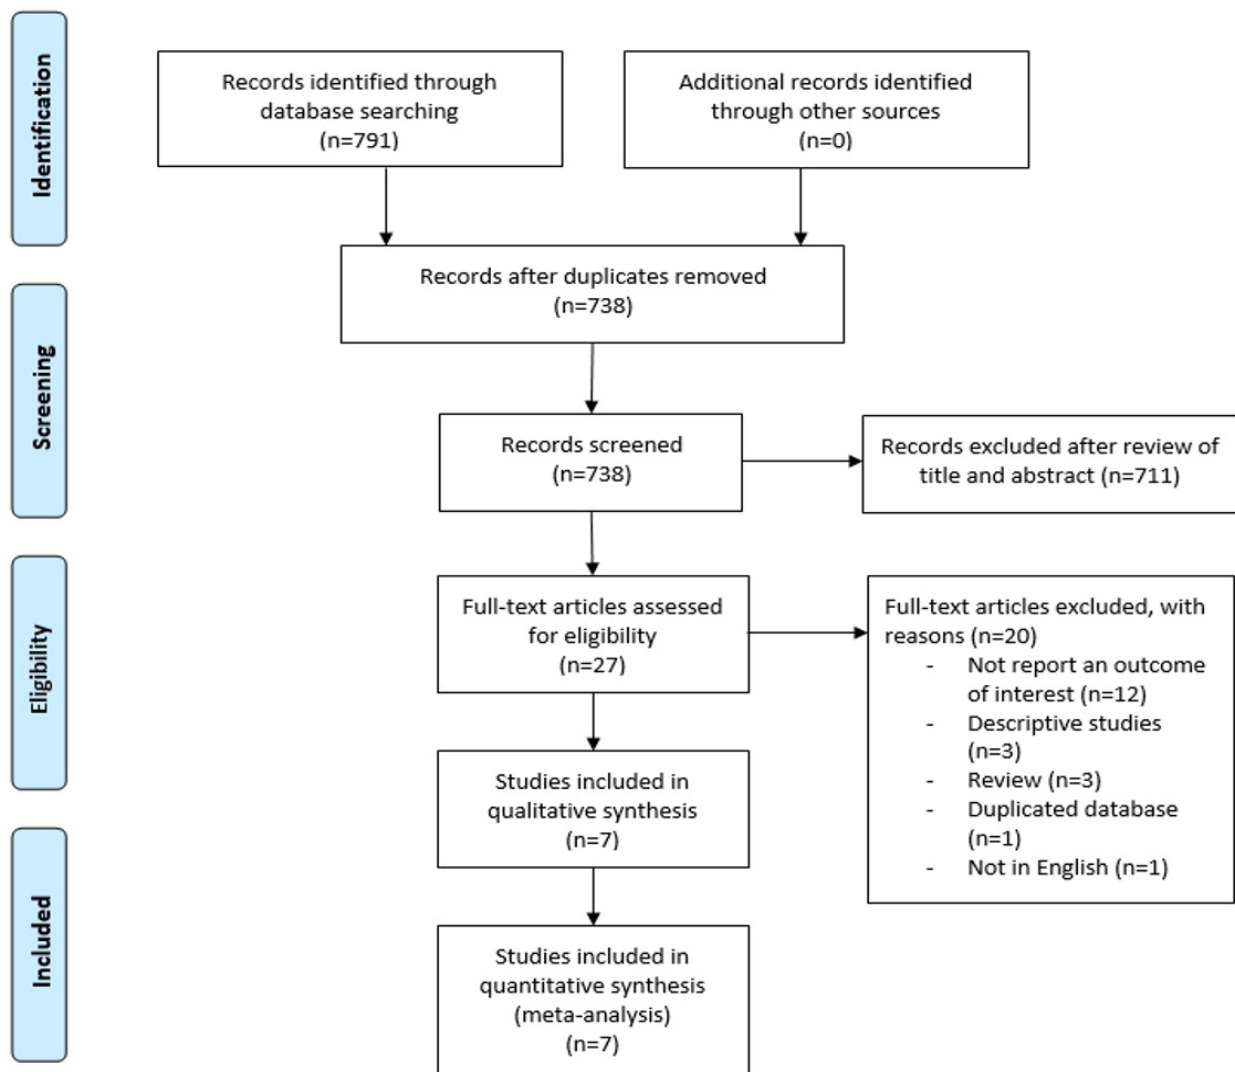 Identification
Records identified through
database searching
(n=791)
Additional records identified
through other sources
(n=0)
Records after duplicates removed
(n=738)
Screening
Records screened
(n=738)
Records excluded after review of
title and abstract (n=711)
Eligibility
Full-text articles assessed
for eligibility
(n=27)
Full-text articles excluded, with
reasons (n=20)
- Not report an outcome
of interest (n=12)
- Descriptive studies
(n=3)
- Review (n=3)
- Duplicated database
(n=1)
- Not in English (n=1)
Studies included in
qualitative synthesis
(n=7)
Included
Studies included in
quantitative synthesis
(meta-analysis)
(n=7)